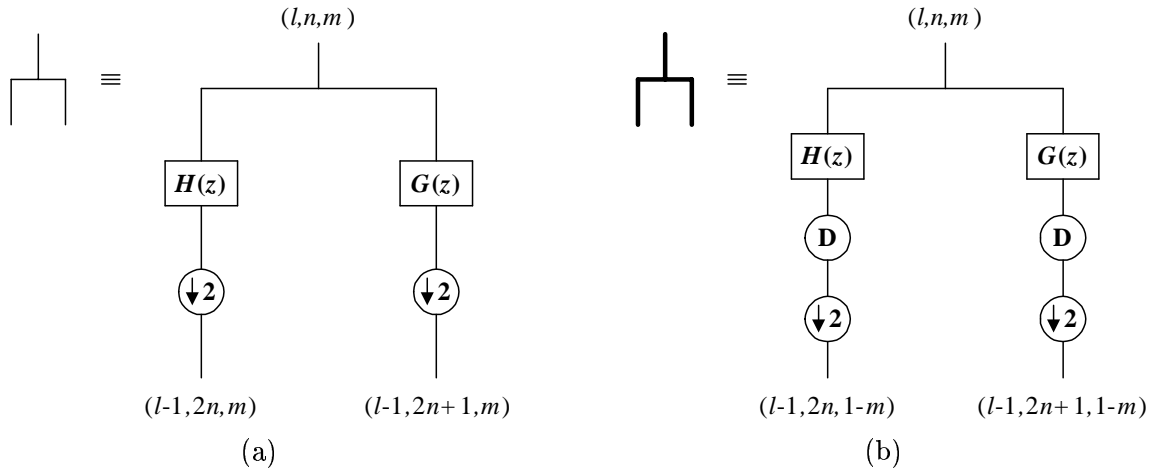 (l,n,m) (l,n,m)
≡ ≡
H(z) G(z) H(z) G(z)
D D
↓2 ↓2 ↓2 ↓2
(l-1,2n,m) (l-1,2n+1,m) (l-1,2n,1-m) (l-1,2n+1,1-m)
(a) (b)